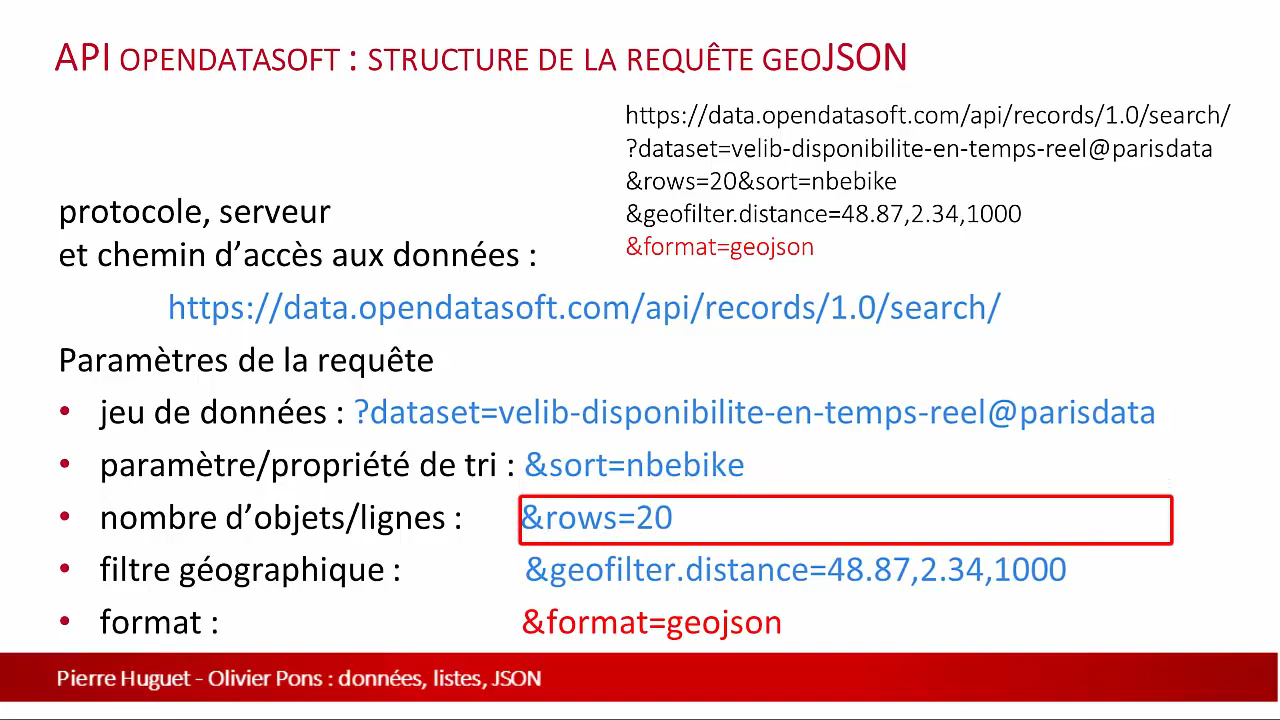 API OPENDATASOFT : STRUCTURE DE LA REQUÊTE GEOJSON
https://data.opendatasoft.com/api/records/1.0/search/
?dataset=velib-disponibilite-en-temps-reel@parisdata
&rows=20&sort=nbebike
&geofilter.distance=48.87,2.34,1000
&format=geojson
protocole, serveur
et chemin d’accès aux données :
https://data.opendatasoft.com/api/records/1.0/search/
Paramètres de la requête
• jeu de données : ?dataset=velib-disponibilite-en-temps-reel@parisdata
• paramètre/propriété de tri : &sort=nbebike
• nombre d’objets/lignes : &rows=20
• filtre géographique : &geofilter.distance=48.87,2.34,1000
• format : &format=geojson
Pierre Huguet - Olivier Pons : données, listes, JSON